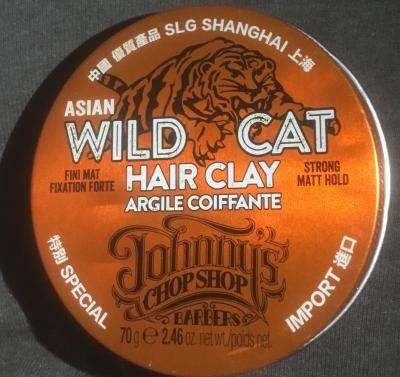 中國 優質產品 SLG SHANGHAI 上海
ASIAN
WILD CAT
FINI MAT
FIXATION FORTE
HAIR CLAY
STRONG
MATT HOLD
ARGILE COIFFANTE
Johnny's
CHOP SHOP
BARBERS
特別 SPECIAL
70 g ℮ 2.46 oz. net wt./poids net.
IMPORT 進口